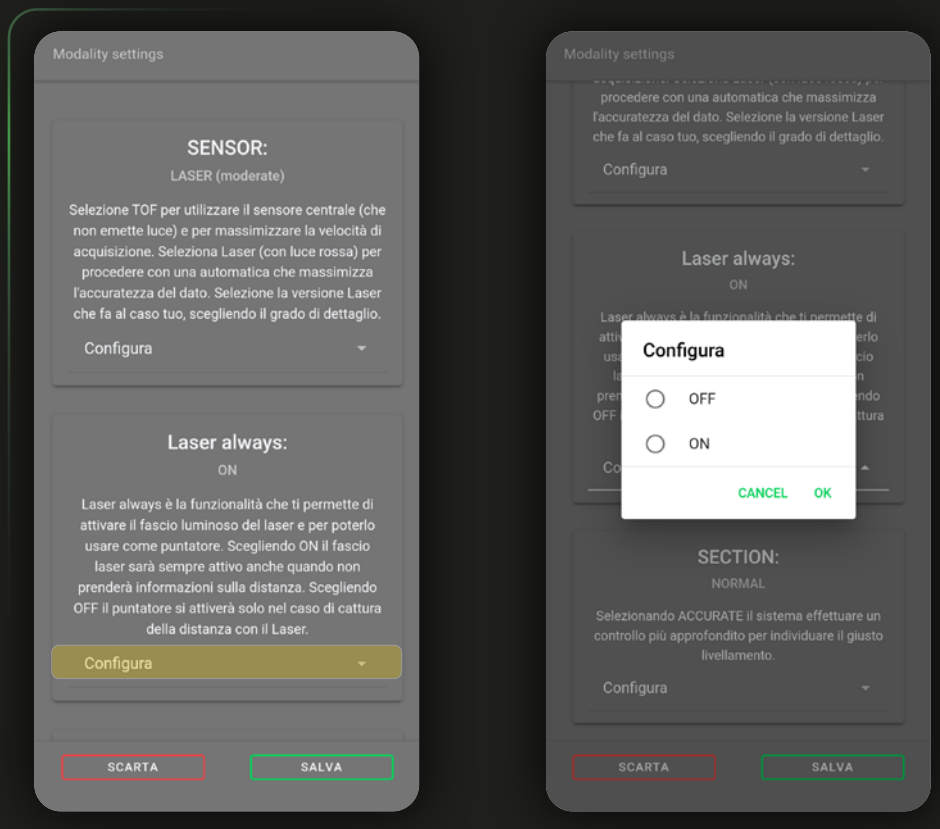 Modality settings
SENSOR:
LASER (moderate)
Selezione TOF per utilizzare il sensore centrale (che
non emette luce) e per massimizzare la velocità di
acquisizione. Seleziona Laser (con luce rossa) per
procedere con una automatica che massimizza
l'accuratezza del dato. Selezione la versione Laser
che fa al caso tuo, scegliendo il grado di dettaglio.
Configura
Laser always:
ON
Laser always è la funzionalità che ti permette di
attivare il fascio luminoso del laser e per poterlo
usare come puntatore. Scegliendo ON il fascio
laser sarà sempre attivo anche quando non
prenderà informazioni sulla distanza. Scegliendo
OFF il puntatore si attiverà solo nel caso di cattura
della distanza con il Laser.
Configura
SCARTA SALVA
Modality settings
procedere con una automatica che massimizza
l'accuratezza del dato. Selezione la versione Laser
che fa al caso tuo, scegliendo il grado di dettaglio.
Configura
Laser always:
ON
Laser always è la funzionalità che ti permette di
Configura
OFF
ON
CANCEL OK
SECTION:
NORMAL
Selezionando ACCURATE il sistema effettuare un
controllo più approfondito per individuare il giusto
livellamento.
Configura
SCARTA SALVA